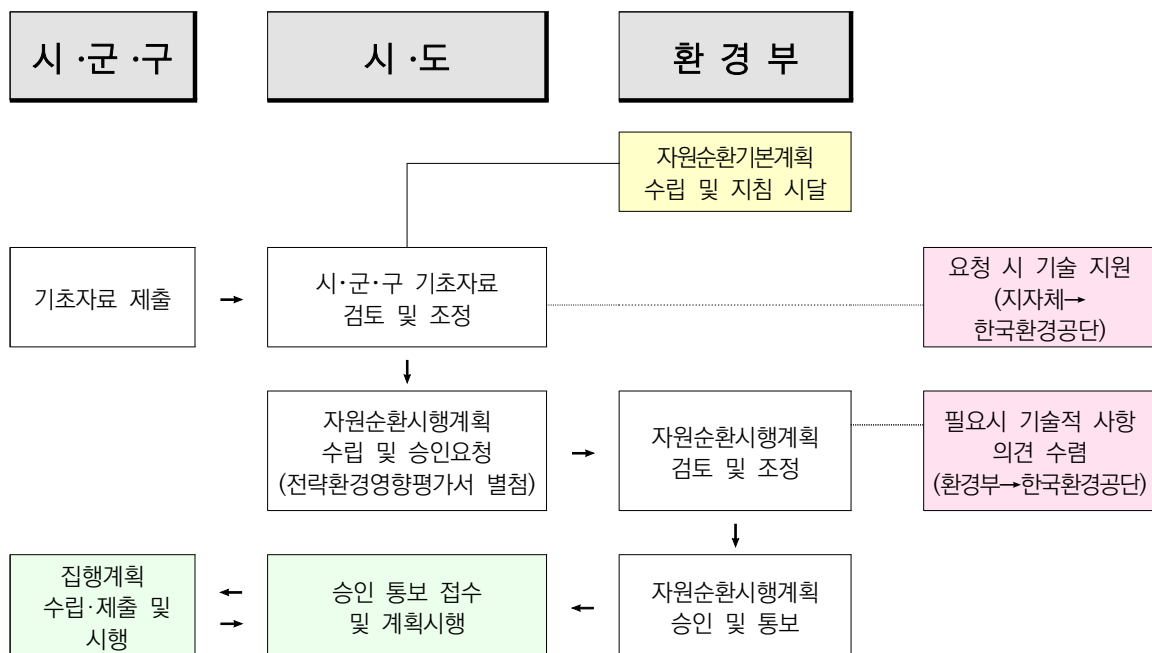 시·군·구
시·도
환 경 부
자원순환기본계획
수립 및 지침 시달
기초자료 제출
→
시·군·구 기초자료
검토 및 조정
요청 시 기술 지원
(지자체→
한국환경공단)
↓
자원순환시행계획
수립 및 승인요청
(전략환경영향평가서 별첨)
→
자원순환시행계획
검토 및 조정
필요시 기술적 사항
의견 수렴
(환경부→한국환경공단)
↓
집행계획
수립·제출 및
시행
←
→
승인 통보 접수
및 계획시행
←
자원순환시행계획
승인 및 통보